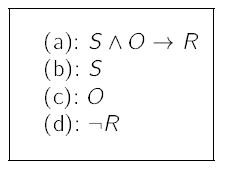 (a): S ∧ O → R
(b): S
(c): O
(d): ¬R